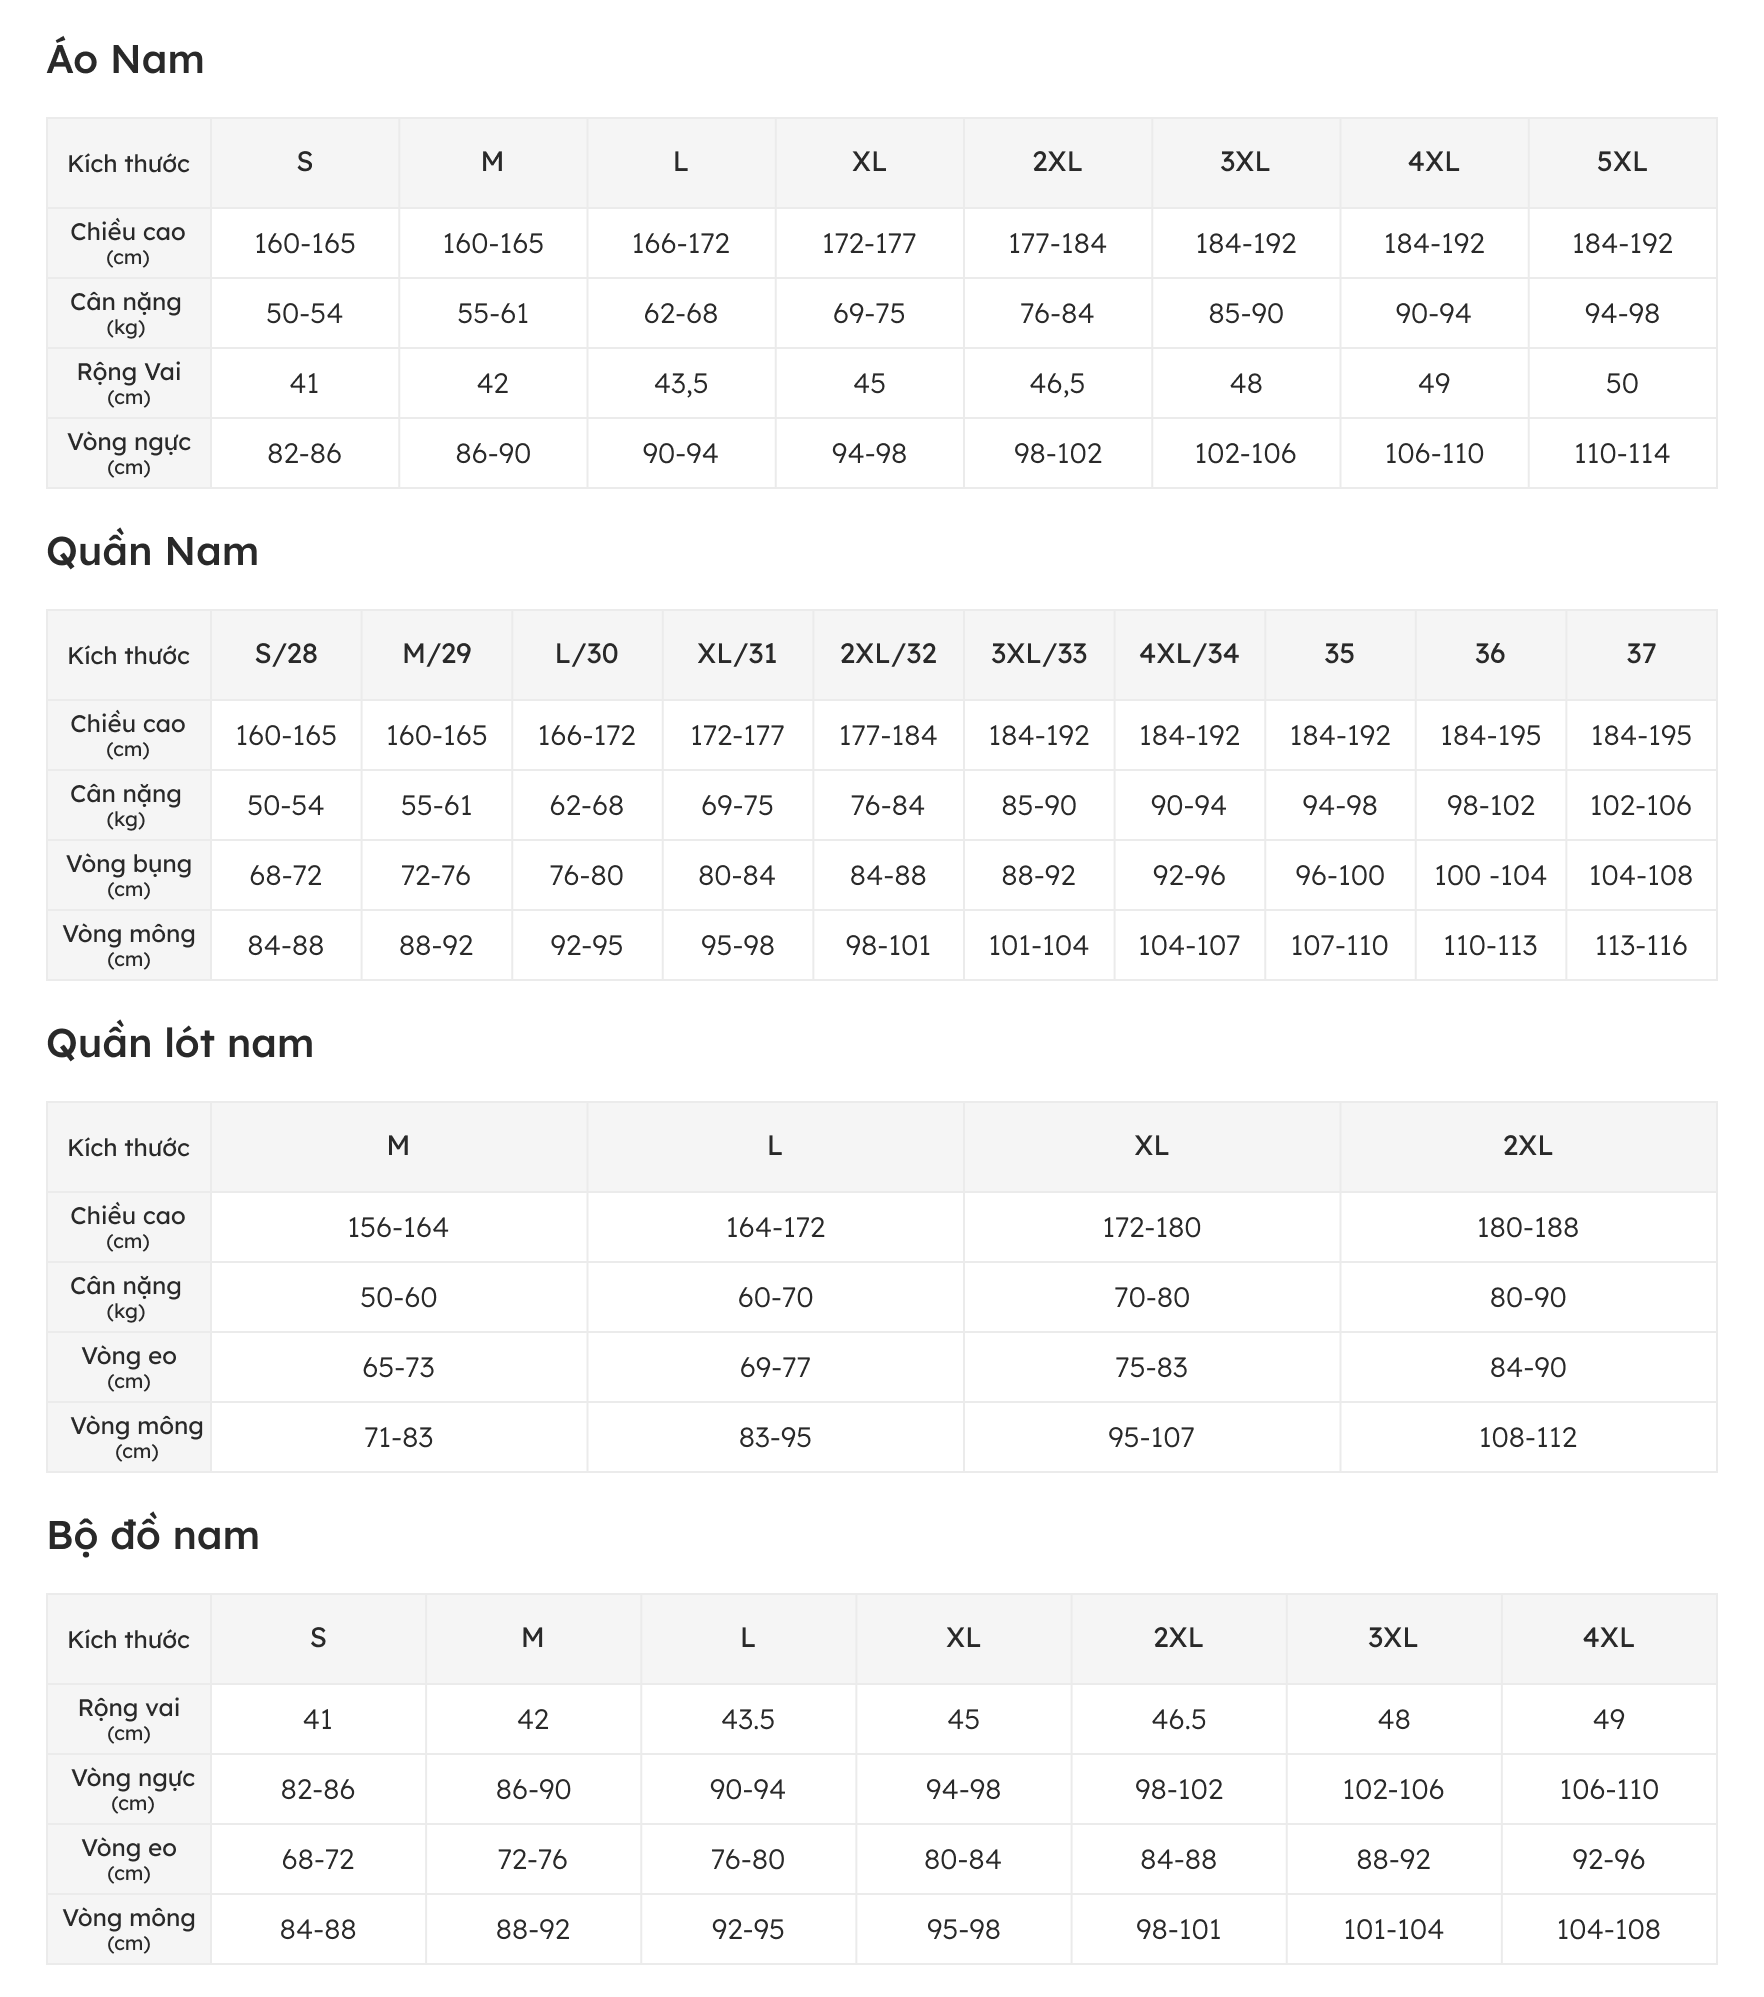 Áo Nam
Kích thước S M L XL 2XL 3XL 4XL 5XL
Chiều cao (cm) 160-165 160-165 166-172 172-177 177-184 184-192 184-192 184-192
Cân nặng (kg) 50-54 55-61 62-68 69-75 76-84 85-90 90-94 94-98
Rộng Vai (cm) 41 42 43,5 45 46,5 48 49 50
Vòng ngực (cm) 82-86 86-90 90-94 94-98 98-102 102-106 106-110 110-114
Quần Nam
Kích thước S/28 M/29 L/30 XL/31 2XL/32 3XL/33 4XL/34 35 36 37
Chiều cao (cm) 160-165 160-165 166-172 172-177 177-184 184-192 184-192 184-192 184-195 184-195
Cân nặng (kg) 50-54 55-61 62-68 69-75 76-84 85-90 90-94 94-98 98-102 102-106
Vòng bụng (cm) 68-72 72-76 76-80 80-84 84-88 88-92 92-96 96-100 100 -104 104-108
Vòng mông (cm) 84-88 88-92 92-95 95-98 98-101 101-104 104-107 107-110 110-113 113-116
Quần lót nam
Kích thước M L XL 2XL
Chiều cao (cm) 156-164 164-172 172-180 180-188
Cân nặng (kg) 50-60 60-70 70-80 80-90
Vòng eo (cm) 65-73 69-77 75-83 84-90
Vòng mông (cm) 71-83 83-95 95-107 108-112
Bộ đồ nam
Kích thước S M L XL 2XL 3XL 4XL
Rộng vai (cm) 41 42 43.5 45 46.5 48 49
Vòng ngực (cm) 82-86 86-90 90-94 94-98 98-102 102-106 106-110
Vòng eo (cm) 68-72 72-76 76-80 80-84 84-88 88-92 92-96
Vòng mông (cm) 84-88 88-92 92-95 95-98 98-101 101-104 104-108